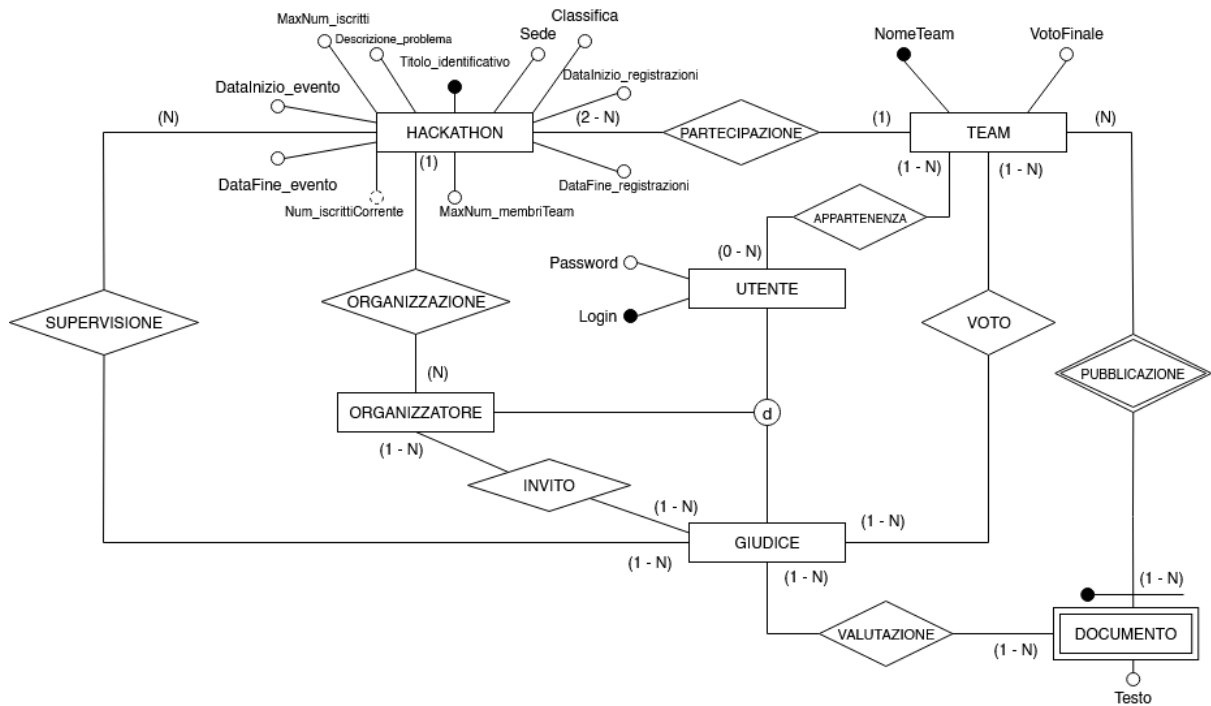 MaxNum_iscritti
Classifica
Descrizione_problema
Sede
NomeTeam
VotoFinale
Titolo_identificativo
DataInizio_evento
DataInizio_registrazioni
(N)
HACKATHON
(2 - N)
PARTECIPAZIONE
(1)
TEAM
(N)
(1)
(1 - N)
(1 - N)
DataFine_evento
DataFine_registrazioni
Num_iscrittiCorrente
MaxNum_membriTeam
APPARTENENZA
(0 - N)
Password
UTENTE
ORGANIZZAZIONE
Login
SUPERVISIONE
VOTO
PUBBLICAZIONE
(N)
ORGANIZZATORE
d
(1 - N)
INVITO
(1 - N)
(1 - N)
GIUDICE
(1 - N)
(1 - N)
(1 - N)
VALUTAZIONE
DOCUMENTO
(1 - N)
Testo